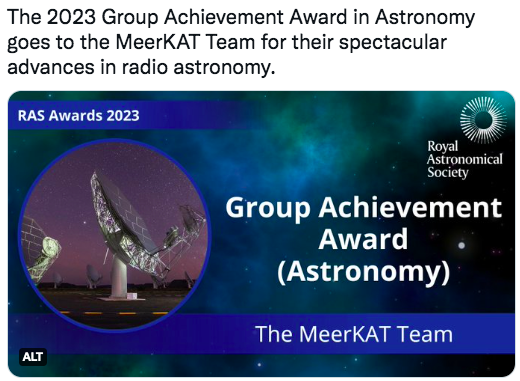 The 2023 Group Achievement Award in Astronomy
goes to the MeerKAT Team for their spectacular
advances in radio astronomy.
RAS Awards 2023
Royal
Astronomical
Society
Group Achievement
Award
(Astronomy)
The MeerKAT Team
ALT